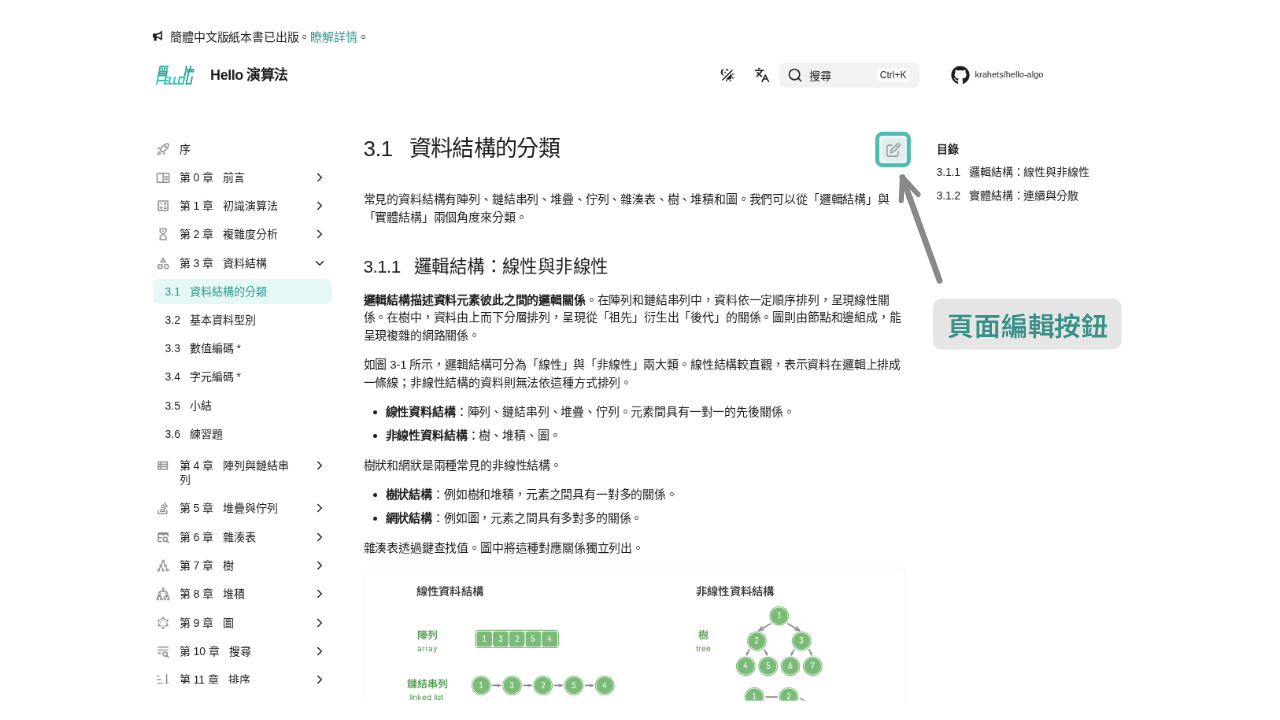 簡體中文版紙本書已出版。瞭解詳情。
Hello 演算法
搜尋
Ctrl+K
krahets/hello-algo
序
第 0 章 前言
第 1 章 初識演算法
第 2 章 複雜度分析
第 3 章 資料結構
3.1 資料結構的分類
3.2 基本資料型別
3.3 數值編碼 *
3.4 字元編碼 *
3.5 小結
3.6 練習題
第 4 章 陣列與鏈結串
列
第 5 章 堆疊與佇列
第 6 章 雜湊表
第 7 章 樹
第 8 章 堆積
第 9 章 圖
第 10 章 搜尋
第 11 章 排序
3.1 資料結構的分類
常見的資料結構有陣列、鏈結串列、堆疊、佇列、雜湊表、樹、堆積和圖。我們可以從「邏輯結構」與
「實體結構」兩個角度來分類。
3.1.1 邏輯結構：線性與非線性
邏輯結構描述資料元素彼此之間的邏輯關係。在陣列和鏈結串列中，資料依一定順序排列，呈現線性關
係。在樹中，資料由上而下分層排列，呈現從「祖先」衍生出「後代」的關係。圖則由節點和邊組成，能
呈現複雜的網路關係。
如圖 3-1 所示，邏輯結構可分為「線性」與「非線性」兩大類。線性結構較直觀，表示資料在邏輯上排成
一條線；非線性結構的資料則無法依這種方式排列。
線性資料結構：陣列、鏈結串列、堆疊、佇列。元素間具有一對一的先後關係。
非線性資料結構：樹、堆積、圖。
樹狀和網狀是兩種常見的非線性結構。
樹狀結構：例如樹和堆積，元素之間具有一對多的關係。
網狀結構：例如圖，元素之間具有多對多的關係。
雜湊表透過鍵查找值。圖中將這種對應關係獨立列出。
線性資料結構
陣列
array
1 3 2 5 4
鏈結串列
linked list
1 3 2 5 4
非線性資料結構
樹
tree
1
2 3
4 5 6 7
1 2
目錄
3.1.1 邏輯結構：線性與非線性
3.1.2 實體結構：連續與分散
頁面編輯按鈕